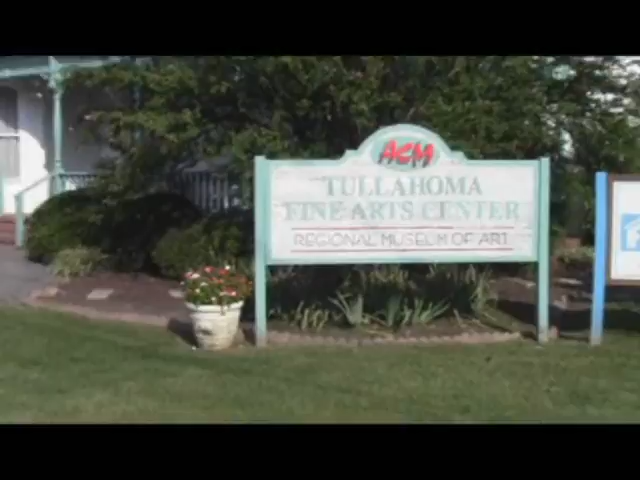 ACM
TULLAHOMA
FINE ARTS CENTER
REGIONAL MUSEUM OF ART